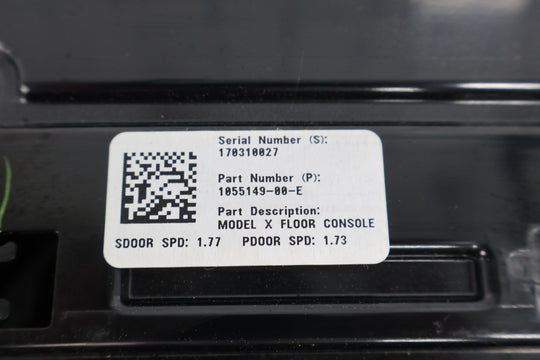 Serial Number (S):
170310027
Part Number (P):
1055149-00-E
Part Description:
MODEL X FLOOR CONSOLE
SDOOR SPD: 1.77 PDOOR SPD: 1.73